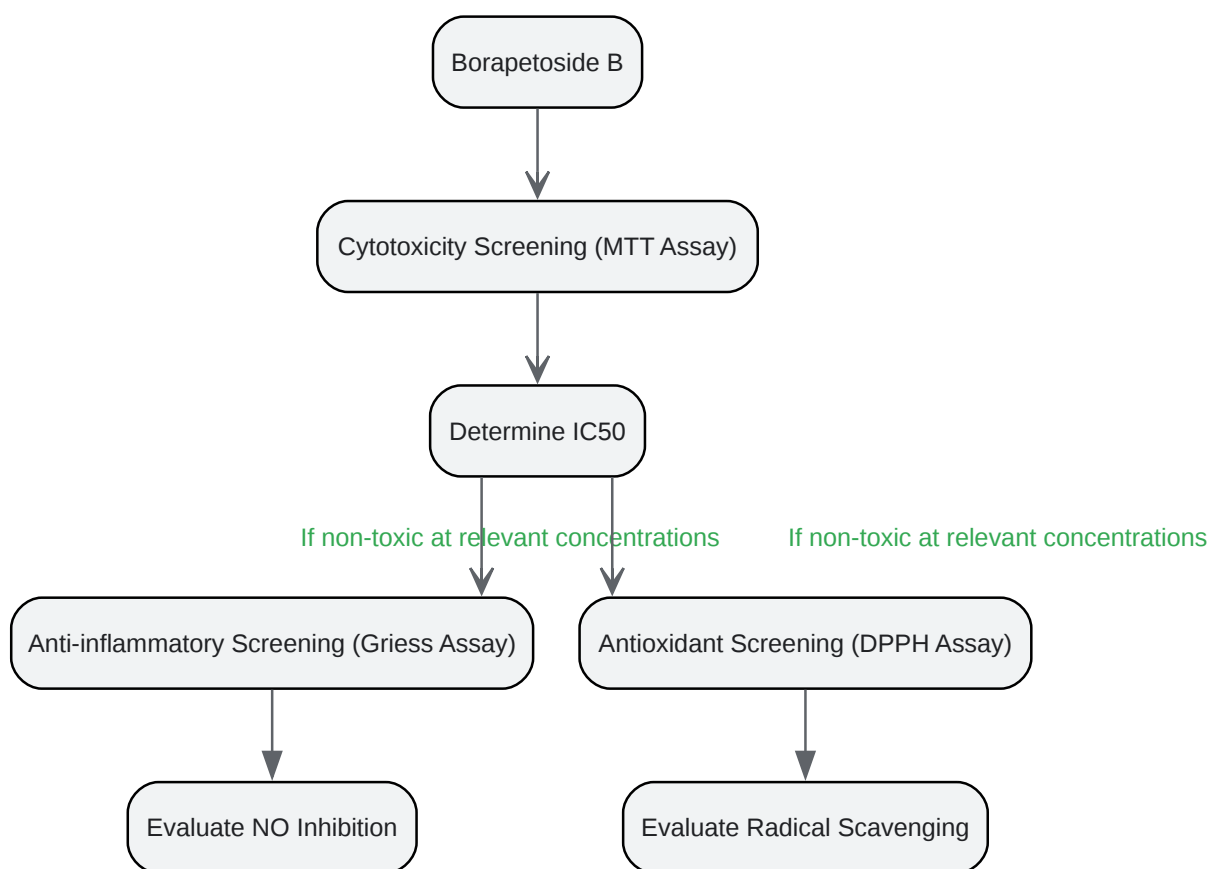 Borapetoside B
Cytotoxicity Screening (MTT Assay)
Determine IC50
If non-toxic at relevant concentrations
If non-toxic at relevant concentrations
Anti-inflammatory Screening (Griess Assay)
Antioxidant Screening (DPPH Assay)
Evaluate NO Inhibition
Evaluate Radical Scavenging